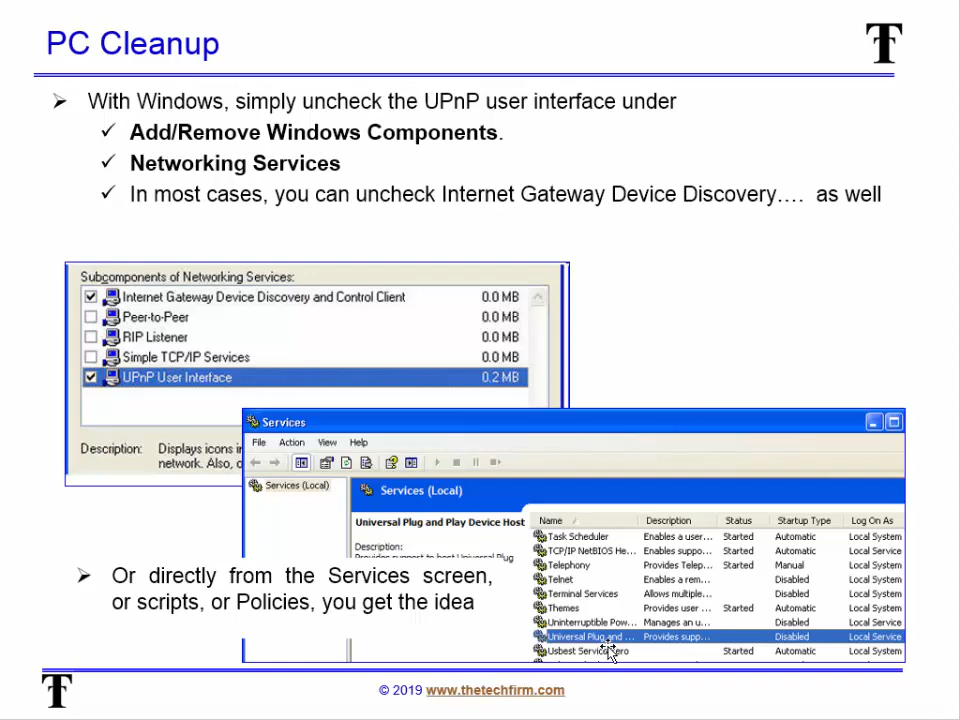 PC Cleanup
With Windows, simply uncheck the UPnP user interface under
Add/Remove Windows Components.
Networking Services
In most cases, you can uncheck Internet Gateway Device Discovery…. as well
Subcomponents of Networking Services:
Internet Gateway Device Discovery and Control Client 0.0 MB
Peer-to-Peer 0.0 MB
RIP Listener 0.0 MB
Simple TCP/IP Services 0.0 MB
UPnP User Interface 0.2 MB
Description: Displays icons in
network. Also,
Services
File Action View Help
Services (Local)
Services (Local)
Universal Plug and Play Device Host
Description:
Provides support to host Universal Plug
Name Description Status Startup Type Log On As
Task Scheduler Enables a user... Started Automatic Local System
TCP/IP NetBIOS He... Enables suppo... Started Automatic Local Service
Telephony Provides Telep... Started Manual Local System
Telnet Enables a rem... Disabled Local System
Terminal Services Allows multiple... Disabled Local System
Themes Provides user ... Started Automatic Local System
Uninterruptible Pow... Manages an u... Disabled Local Service
Universal Plug and ... Provides supp... Disabled Local Service
Usbest Service Started Automatic Local System
Or directly from the Services screen,
or scripts, or Policies, you get the idea
© 2019 www.thetechfirm.com